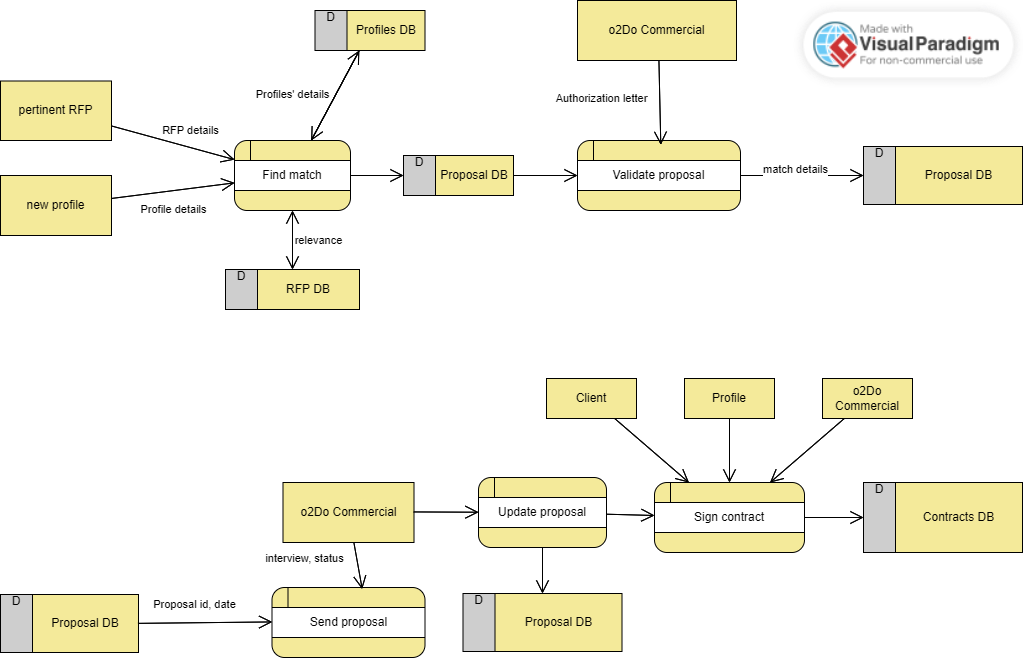 D
Profiles DB
o2Do Commercial
Made with
VisualParadigm
For non-commercial use
pertinent RFP
Profiles' details
Authorization letter
RFP details
Find match
D
Proposal DB
Validate proposal
match details
D
Proposal DB
new profile
Profile details
relevance
D
RFP DB
Client
Profile
o2Do
Commercial
o2Do Commercial
Update proposal
Sign contract
D
Contracts DB
interview, status
D
Proposal DB
Proposal id, date
Send proposal
D
Proposal DB